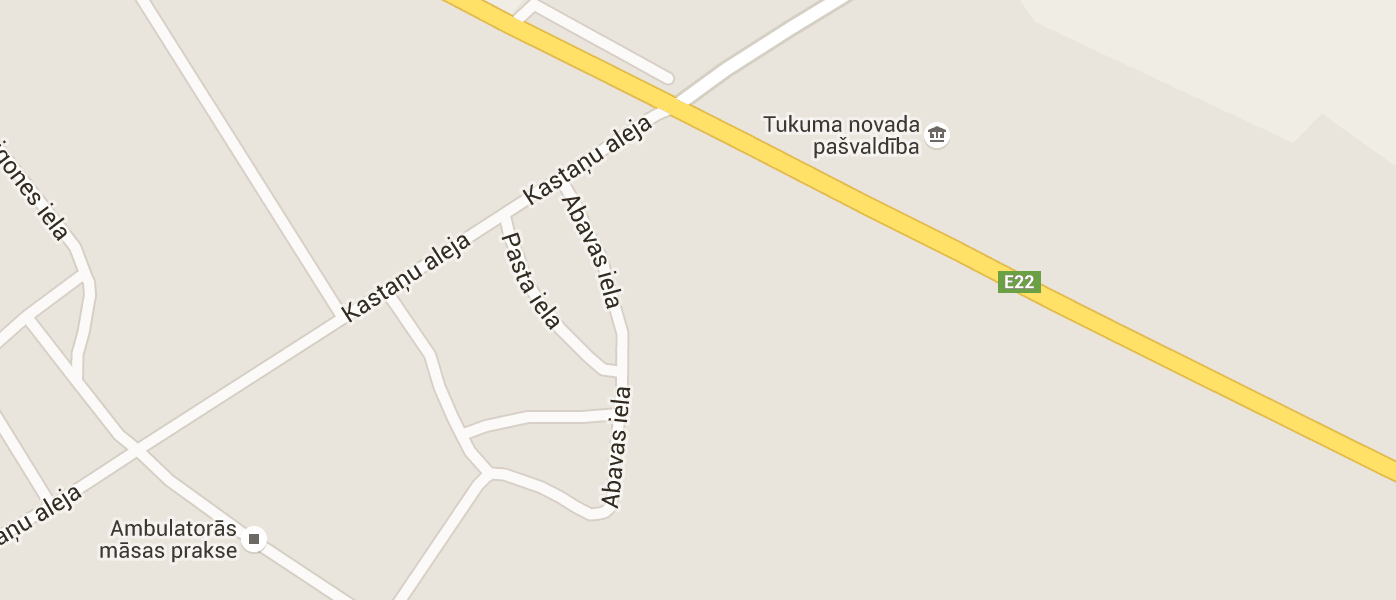 Kastaņu aleja
Tukuma novada
pašvaldība
iela
Abavas iela
Kastaņu aleja
Pasta iela
E22
Abavas iela
aleja
Ambulatorās
māsas prakse